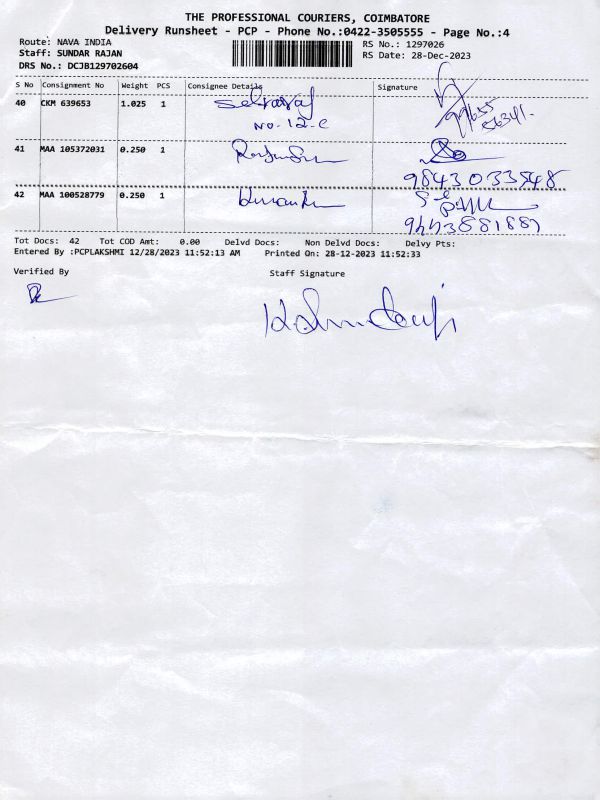 THE PROFESSIONAL COURIERS, COIMBATORE
Delivery Runsheet - PCP - Phone No.:0422-3505555 - Page No.:4
Route: NAVA INDIA
Staff: SUNDAR RAJAN
DRS No.: DCJB129702604
RS No.: 1297026
RS Date: 28-Dec-2023
S No Consignment No Weight PCS Consignee Details Signature
40 CKM 639653 1.025 1 Selvaraj
No-12-C
99655
56341
41 MAA 105372031 0.250 1
9843033548
42 MAA 100528779 0.250 1
Tot Docs: 42 Tot COD Amt: 0.00 Delvd Docs: Non Delvd Docs: Delvy Pts:
Entered By :PCPLAKSHMI 12/28/2023 11:52:13 AM Printed On: 28-12-2023 11:52:33
Verified By Staff Signature